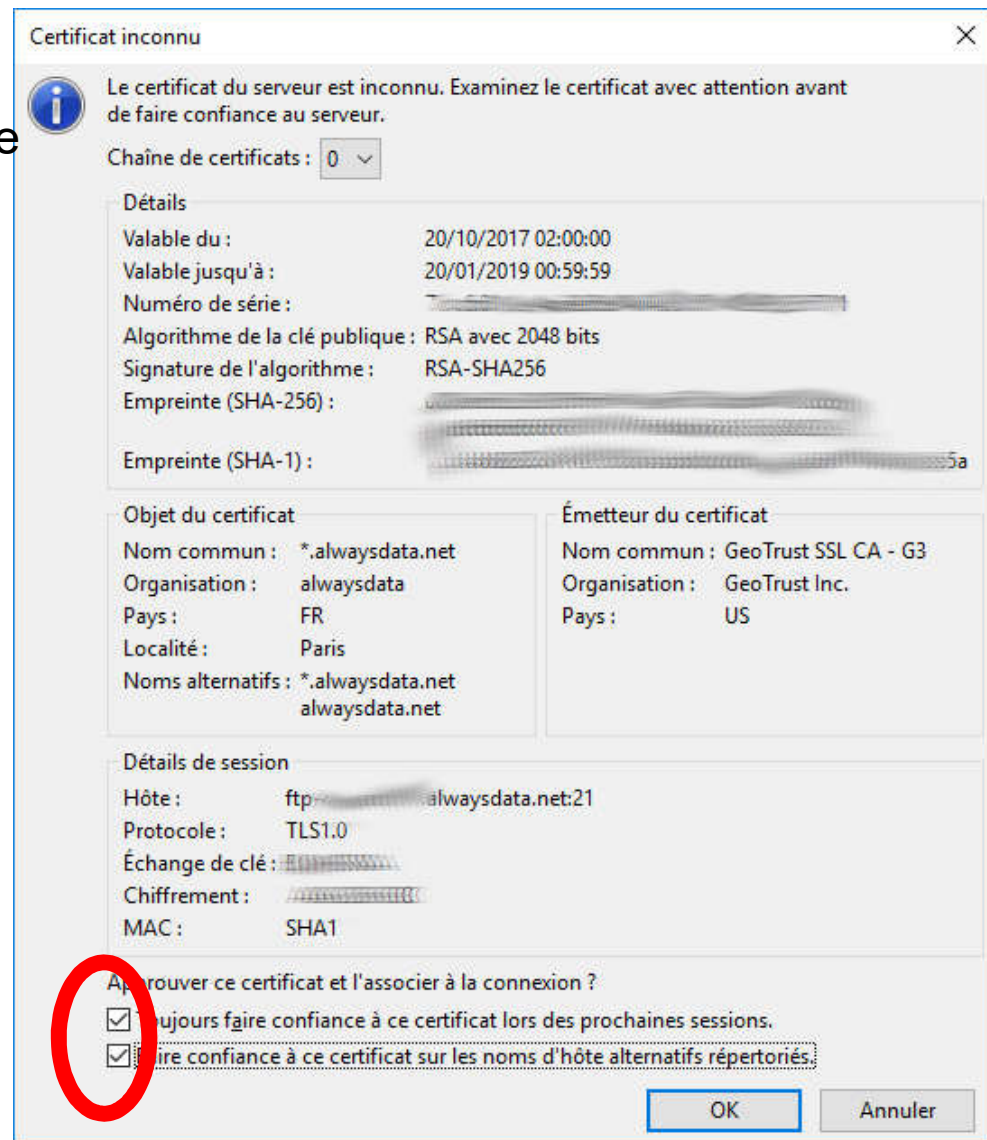 Certificat inconnu
Le certificat du serveur est inconnu. Examinez le certificat avec attention avant
de faire confiance au serveur.
e
Chaîne de certificats : 0
Détails
Valable du : 20/10/2017 02:00:00
Valable jusqu'à : 20/01/2019 00:59:59
Numéro de série :
Algorithme de la clé publique : RSA avec 2048 bits
Signature de l'algorithme : RSA-SHA256
Empreinte (SHA-256) :
Empreinte (SHA-1) : 5a
Objet du certificat
Nom commun : *.alwaysdata.net
Organisation : alwaysdata
Pays : FR
Localité : Paris
Noms alternatifs : *.alwaysdata.net
alwaysdata.net
Émetteur du certificat
Nom commun : GeoTrust SSL CA - G3
Organisation : GeoTrust Inc.
Pays : US
Détails de session
Hôte : ftp- alwaysdata.net:21
Protocole : TLS1.0
Échange de clé :
Chiffrement :
MAC : SHA1
Approuver ce certificat et l'associer à la connexion ?
Toujours faire confiance à ce certificat lors des prochaines sessions.
Faire confiance à ce certificat sur les noms d'hôte alternatifs répertoriés.
OK Annuler